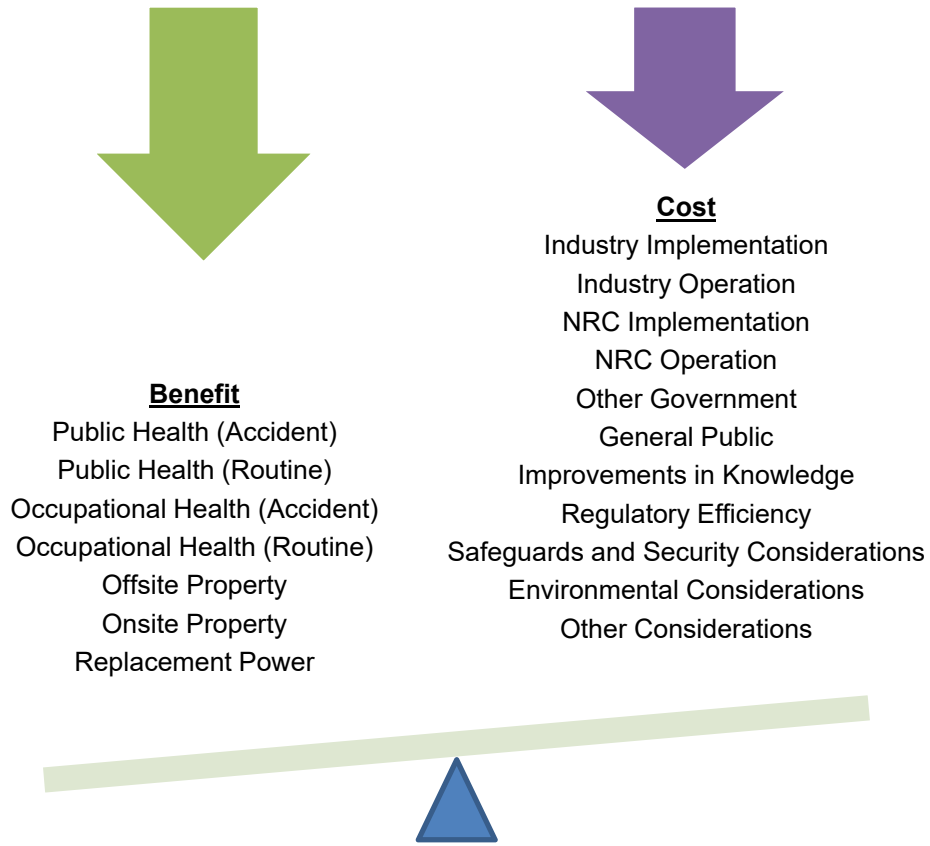 Benefit
Public Health (Accident)
Public Health (Routine)
Occupational Health (Accident)
Occupational Health (Routine)
Offsite Property
Onsite Property
Replacement Power
Cost
Industry Implementation
Industry Operation
NRC Implementation
NRC Operation
Other Government
General Public
Improvements in Knowledge
Regulatory Efficiency
Safeguards and Security Considerations
Environmental Considerations
Other Considerations